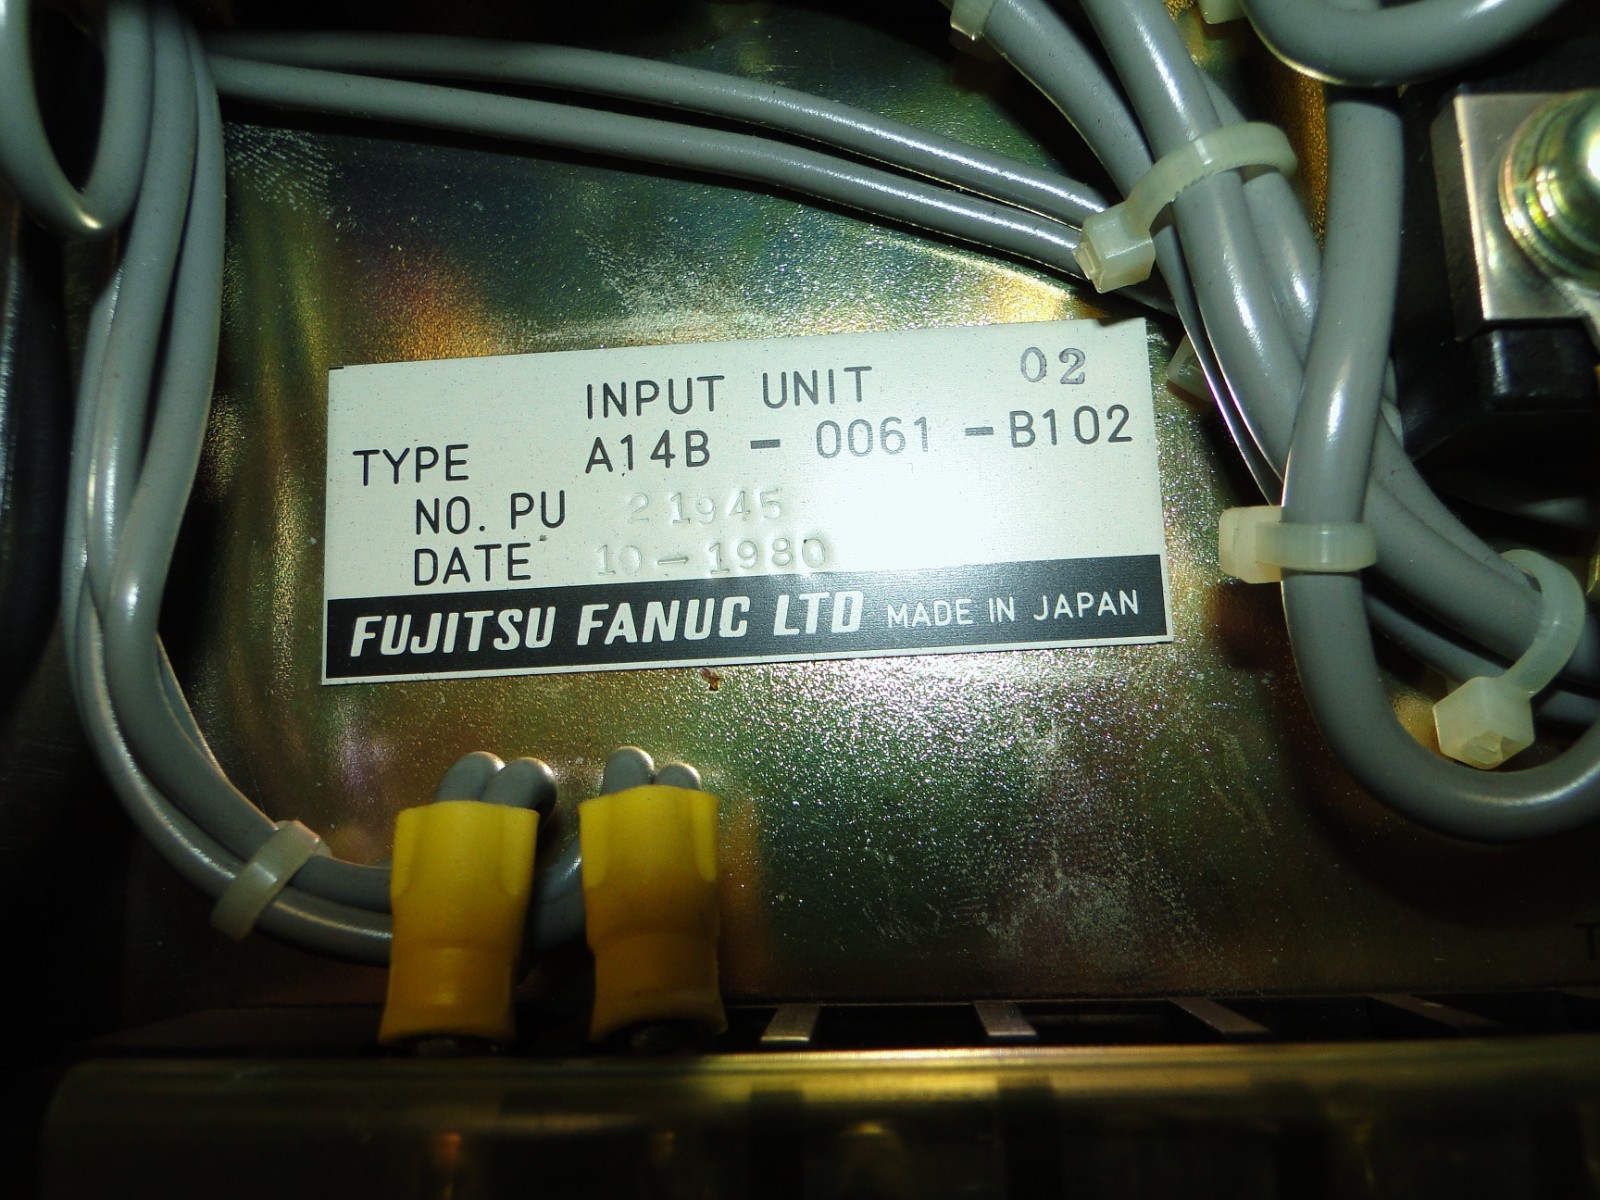 INPUT UNIT 02
TYPE A14B - 0061 - B102
NO. PU 21945
DATE 10-1980
FUJITSU FANUC LTD MADE IN JAPAN